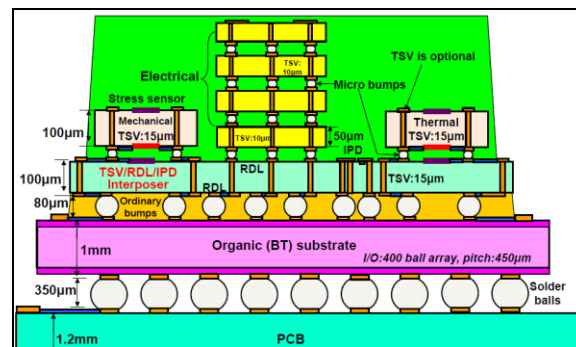 TSV is optional
TSV:
10µm
Electrical
Micro bumps
Stress sensor
Mechanical
TSV:15µm
100µm
Thermal
TSV:15µm
TSV:10µm
50µm
IPD
RDL
TSV/RDL/IPD
Interposer
100µm
RDL
TSV:15µm
Ordinary
bumps
80µm
Organic (BT) substrate
1mm
I/O:400 ball array, pitch:450µm
350µm
Solder
balls
1.2mm
PCB